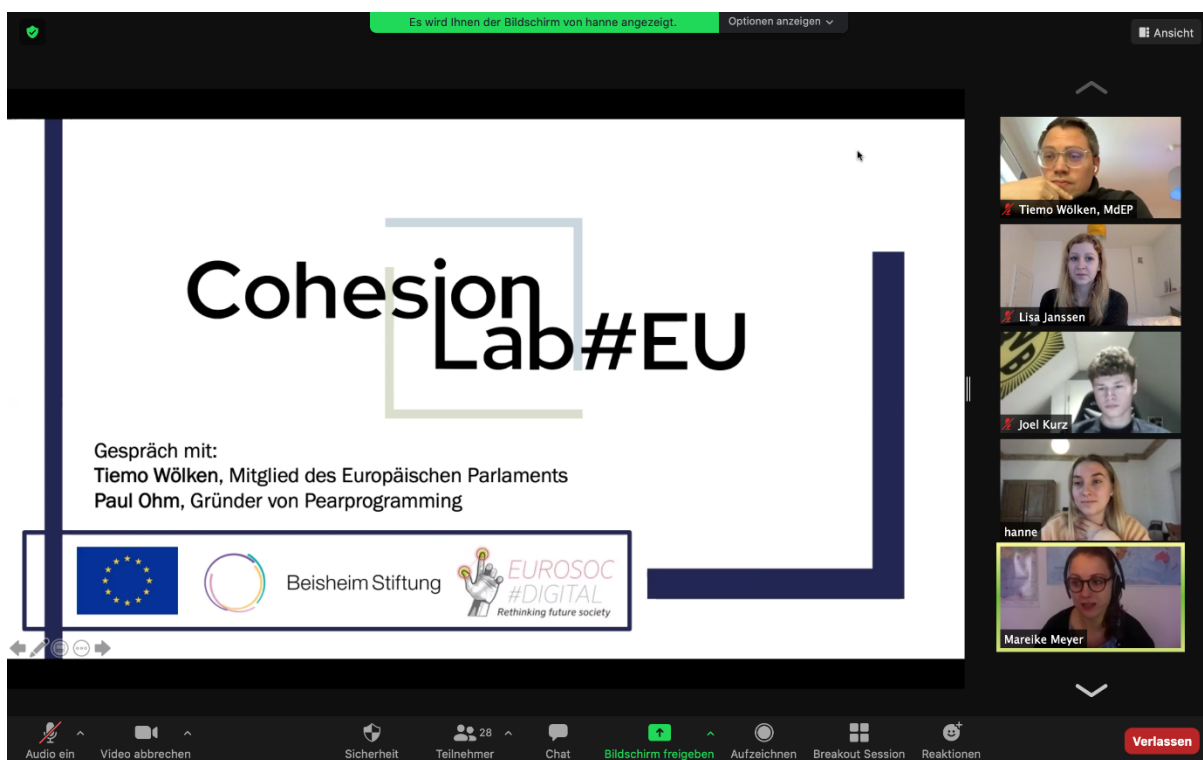 Es wird Ihnen der Bildschirm von hanne angezeigt.
Optionen anzeigen
Ansicht
Cohesion
Lab#EU
Gespräch mit:
Tiemo Wölken, Mitglied des Europäischen Parlaments
Paul Ohm, Gründer von Pearprogramming
Beisheim Stiftung
EUROSOC
#DIGITAL
Rethinking future society
Tiemo Wölken, MdEP
Lisa Janssen
Joel Kurz
hanne
Mareike Meyer
Audio ein
Video abbrechen
Sicherheit
28
Teilnehmer
Chat
Bildschirm freigeben
Aufzeichnen
Breakout Session
Reaktionen
Verlassen